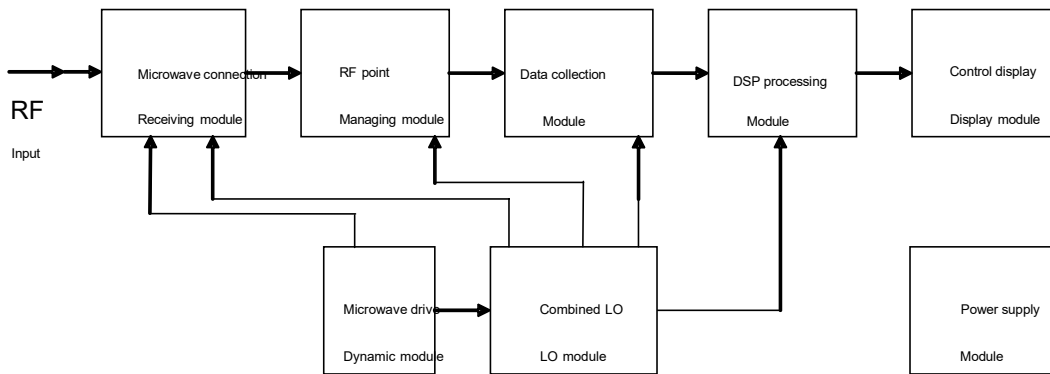 Microwave connection
Receiving module
RF point
Managing module
Data collection
Module
DSP processing
Module
Control display
Display module
RF
Input
Microwave drive
Dynamic module
Combined LO
LO module
Power supply
Module